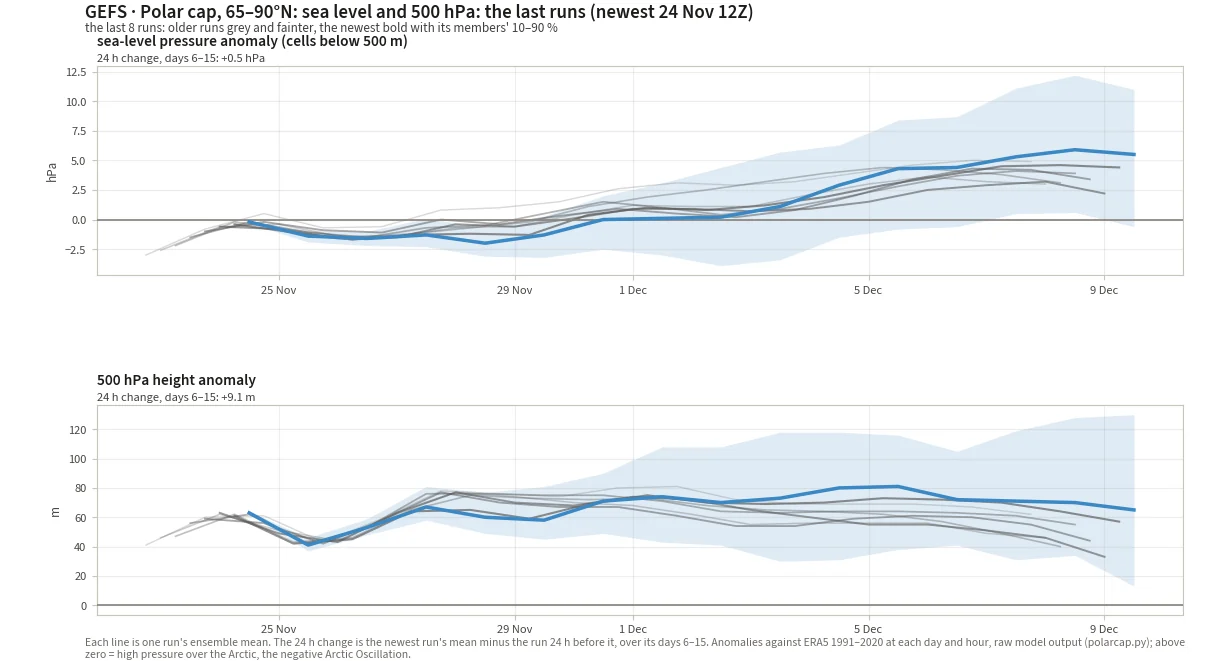 GEFS · Polar cap, 65–90°N: sea level and 500 hPa: the last runs (newest 24 Nov 12Z)
the last 8 runs: older runs grey and fainter, the newest bold with its members' 10–90 %
sea-level pressure anomaly (cells below 500 m)
24 h change, days 6–15: +0.5 hPa
12.5
10.0
7.5
5.0
2.5
0.0
−2.5
hPa
25 Nov
29 Nov
1 Dec
5 Dec
9 Dec
500 hPa height anomaly
24 h change, days 6–15: +9.1 m
120
100
80
60
40
20
0
m
25 Nov
29 Nov
1 Dec
5 Dec
9 Dec
Each line is one run's ensemble mean. The 24 h change is the newest run's mean minus the run 24 h before it, over its days 6–15. Anomalies against ERA5 1991–2020 at each day and hour, raw model output (polarcap.py); above
zero = high pressure over the Arctic, the negative Arctic Oscillation.